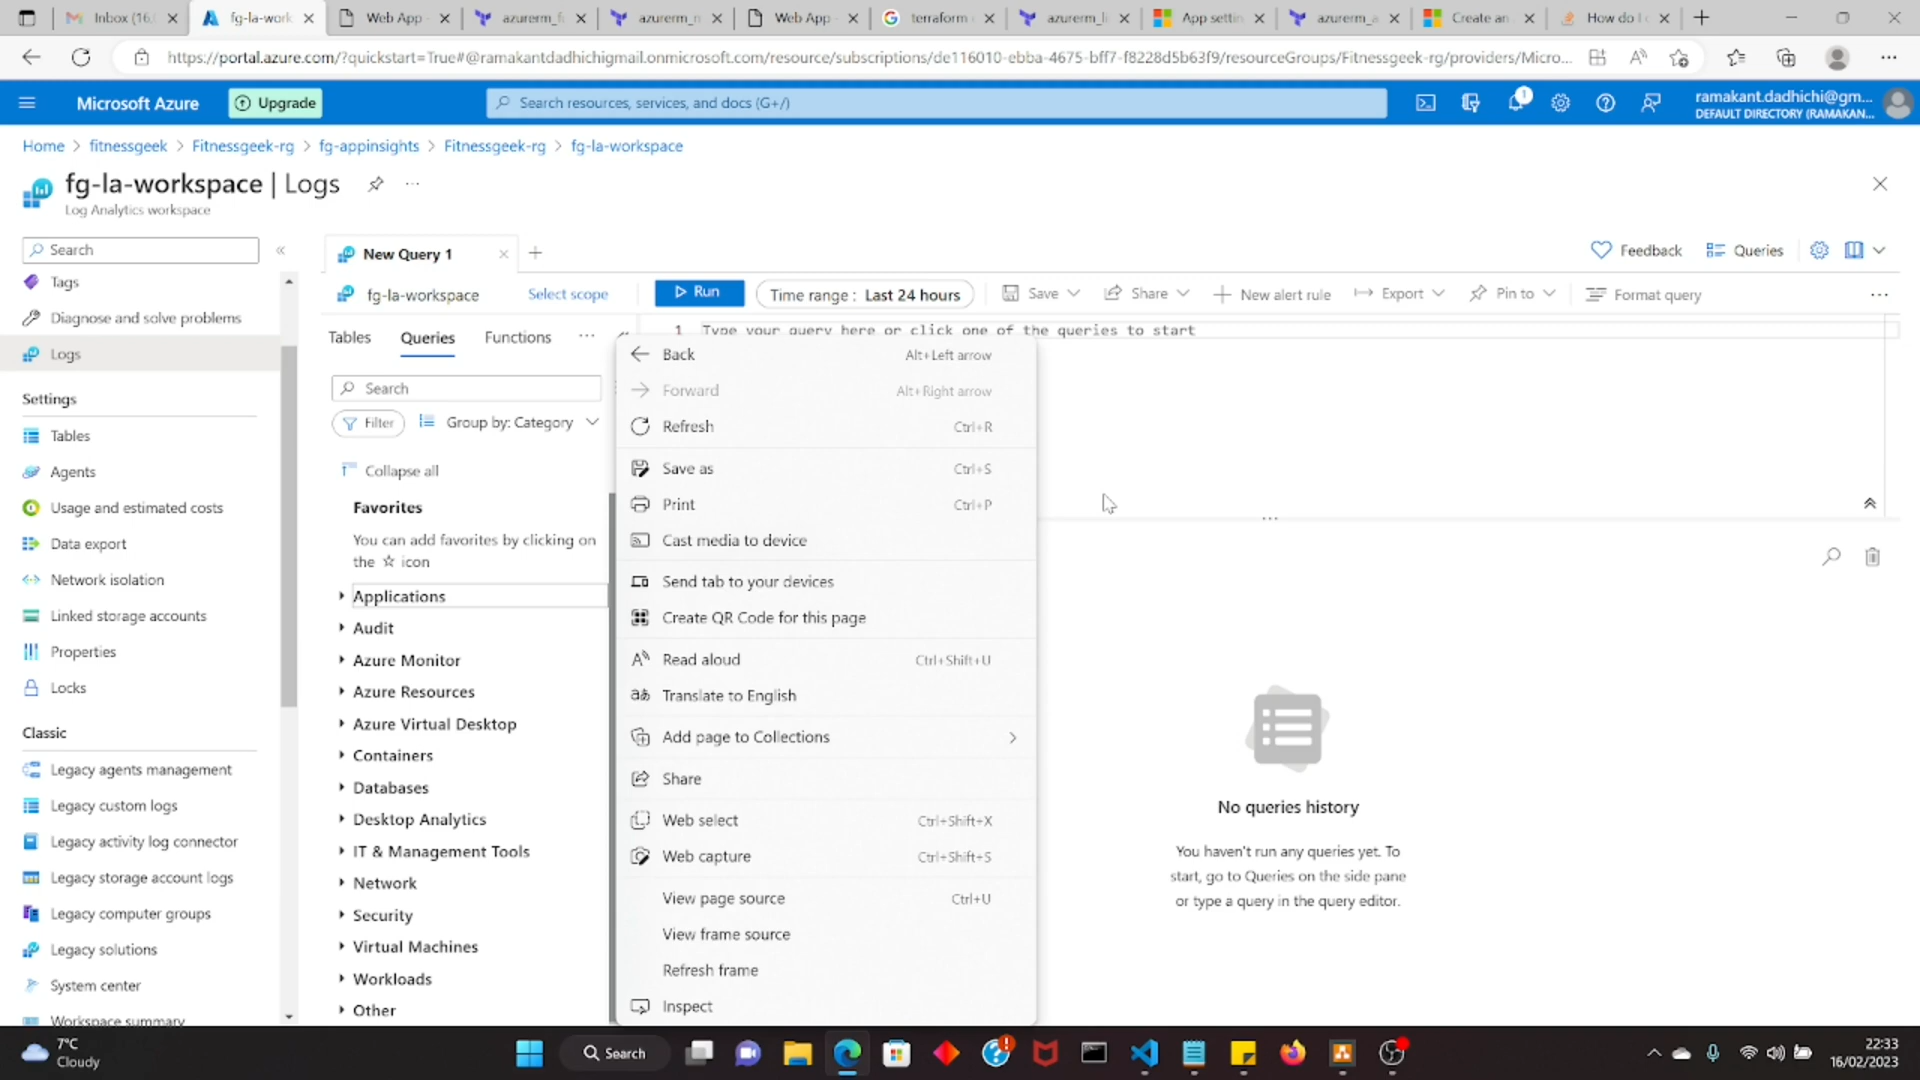 Inbox (16,
fg-la-work
Web App -
azurerm_f
azurerm_n
Web App -
terraform
azurerm_li
App settin
azurerm_a
Create an
How do I c
https://portal.azure.com/?quickstart=True#@ramakantdadhichigmail.onmicrosoft.com/resource/subscriptions/de116010-ebba-4675-bff7-f8228d5b63f9/resourceGroups/Fitnessgeek-rg/providers/Micro...
Microsoft Azure
Upgrade
Search resources, services, and docs (G+/)
1
ramakant.dadhichi@gm...
DEFAULT DIRECTORY (RAMAKAN...
Home > fitnessgeek > Fitnessgeek-rg > fg-appinsights > Fitnessgeek-rg > fg-la-workspace
fg-la-workspace | Logs
Log Analytics workspace
Search
Tags
Diagnose and solve problems
Logs
Settings
Tables
Agents
Usage and estimated costs
Data export
Network isolation
Linked storage accounts
Properties
Locks
Classic
Legacy agents management
Legacy custom logs
Legacy activity log connector
Legacy storage account logs
Legacy computer groups
Legacy solutions
System center
Workspace summary
New Query 1
Feedback
Queries
fg-la-workspace
Select scope
Run
Time range : Last 24 hours
Save
Share
New alert rule
Export
Pin to
Format query
Tables
Queries
Functions
1 Type your query here or click one of the queries to start
Search
Filter
Group by: Category
Collapse all
Favorites
You can add favorites by clicking on
the ☆ icon
Applications
Audit
Azure Monitor
Azure Resources
Azure Virtual Desktop
Containers
Databases
Desktop Analytics
IT & Management Tools
Network
Security
Virtual Machines
Workloads
Other
Back Alt+Left arrow
Forward Alt+Right arrow
Refresh Ctrl+R
Save as Ctrl+S
Print Ctrl+P
Cast media to device
Send tab to your devices
Create QR Code for this page
Read aloud Ctrl+Shift+U
Translate to English
Add page to Collections
Share
Web select Ctrl+Shift+X
Web capture Ctrl+Shift+S
View page source Ctrl+U
View frame source
Refresh frame
Inspect
No queries history
You haven't run any queries yet. To
start, go to Queries on the side pane
or type a query in the query editor.
7°C
Cloudy
Search
22:33
16/02/2023